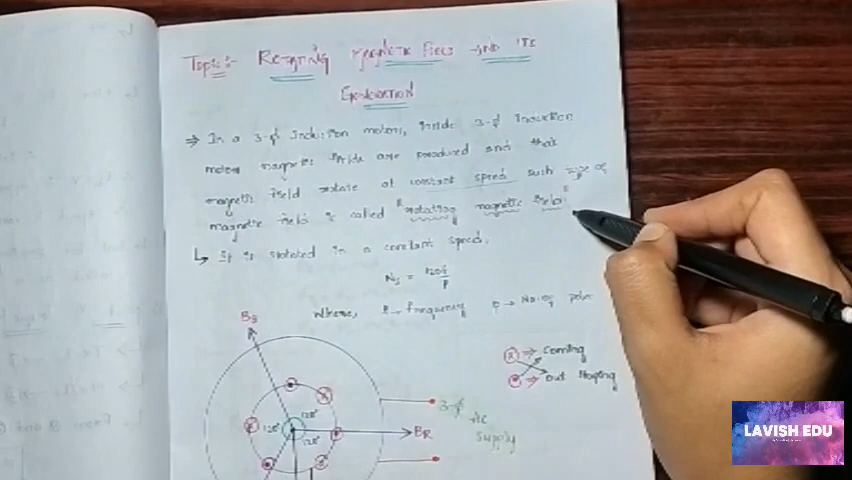 Topic:- Rotating Magnetic Field And Its
Explanation
⇒ In a 3-ϕ Induction motors, inside 3-ϕ induction
motors magnetic fields are produced and that
magnetic field rotate at constant speed such type of
magnetic field is called "rotating magnetic field"
↳ It is rotated in a constant speed.
Ns = 120f/P
Where, f → frequency P → No. of poles
BB
⊗ ⇒ Coming
⊙ ⇒ Out
120° 120°
120°
BR
3-ϕ
AC
Supply
LAVISH EDU